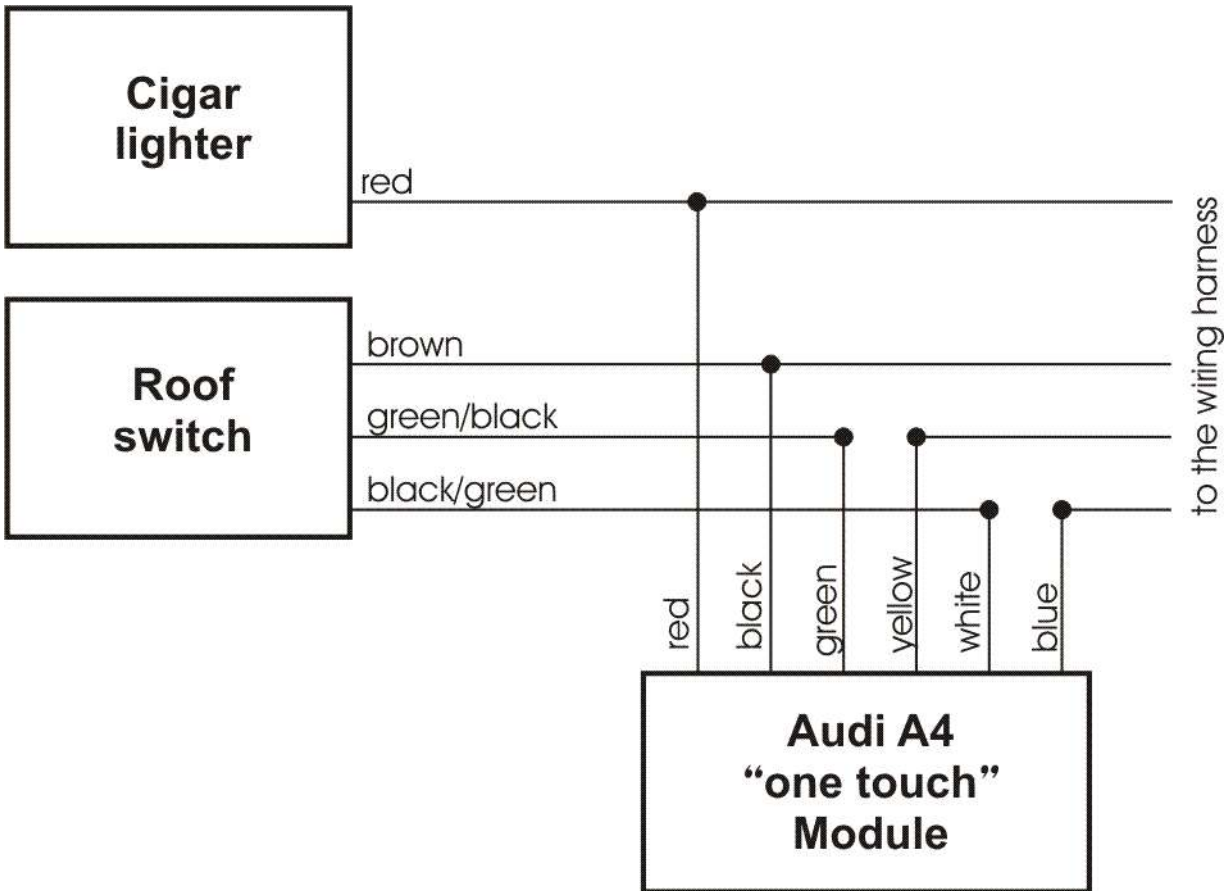 Cigar
lighter
red
to the wiring harness
Roof
switch
brown
green/black
black/green
red
black
green
yellow
white
blue
Audi A4
“one touch”
Module